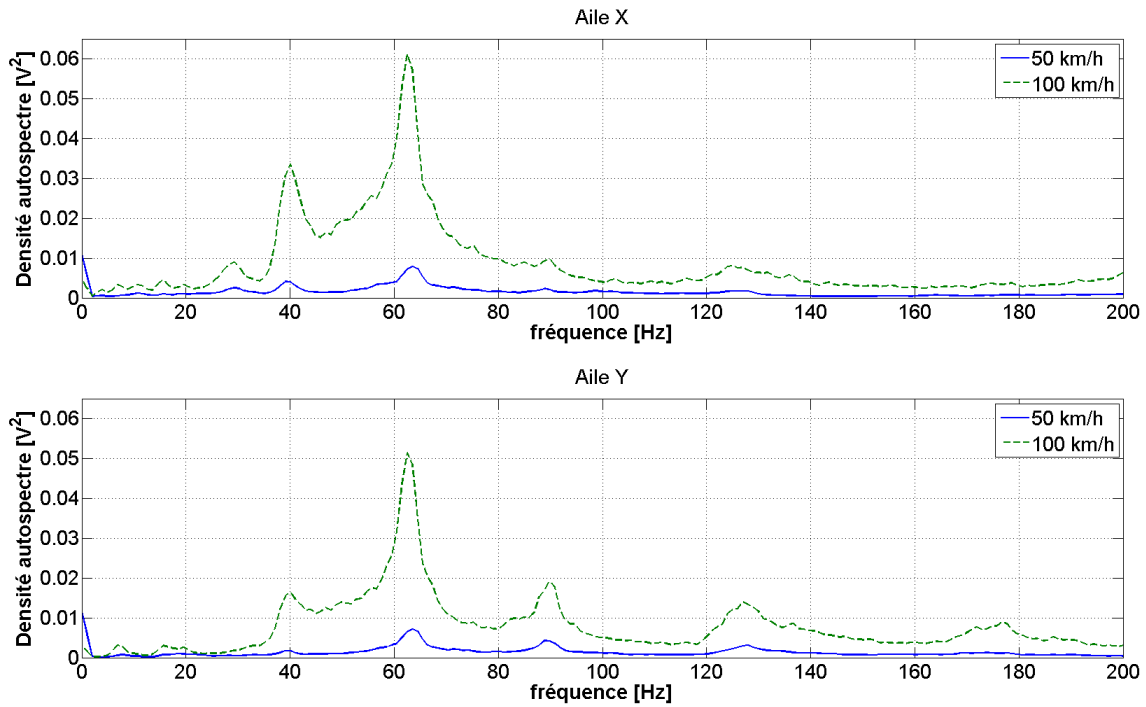 Aile X
Densité autospectre [V²]
0.06
0.05
0.04
0.03
0.02
0.01
0
0 20 40 60 80 100 120 140 160 180 200
fréquence [Hz]
50 km/h
100 km/h
Aile Y
Densité autospectre [V²]
0.06
0.05
0.04
0.03
0.02
0.01
0
0 20 40 60 80 100 120 140 160 180 200
fréquence [Hz]
50 km/h
100 km/h